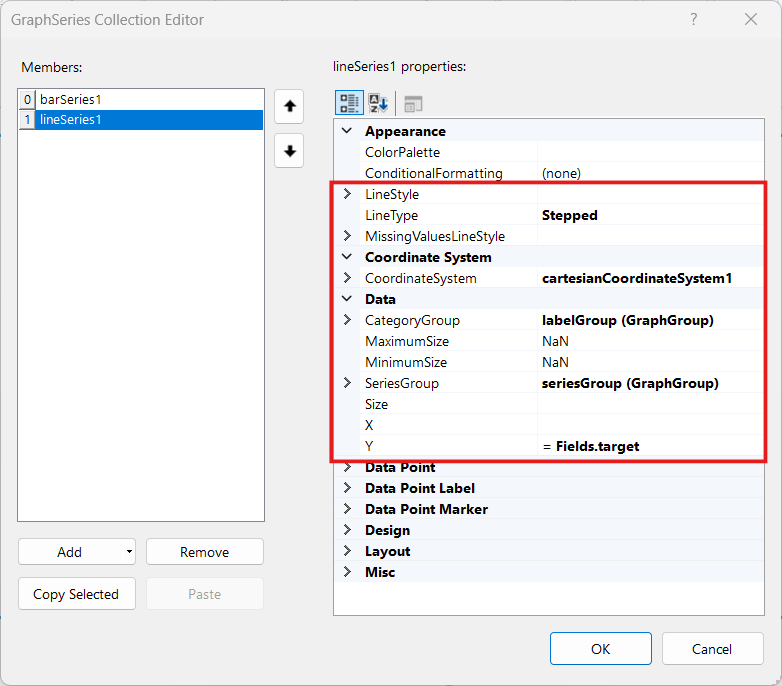 GraphSeries Collection Editor
?
Members:
0 barSeries1
1 lineSeries1
Add
Remove
Copy Selected
Paste
lineSeries1 properties:
Appearance
ColorPalette
ConditionalFormatting (none)
LineStyle
LineType Stepped
MissingValuesLineStyle
Coordinate System
CoordinateSystem cartesianCoordinateSystem1
Data
CategoryGroup labelGroup (GraphGroup)
MaximumSize NaN
MinimumSize NaN
SeriesGroup seriesGroup (GraphGroup)
Size
X
Y = Fields.target
Data Point
Data Point Label
Data Point Marker
Design
Layout
Misc
OK
Cancel